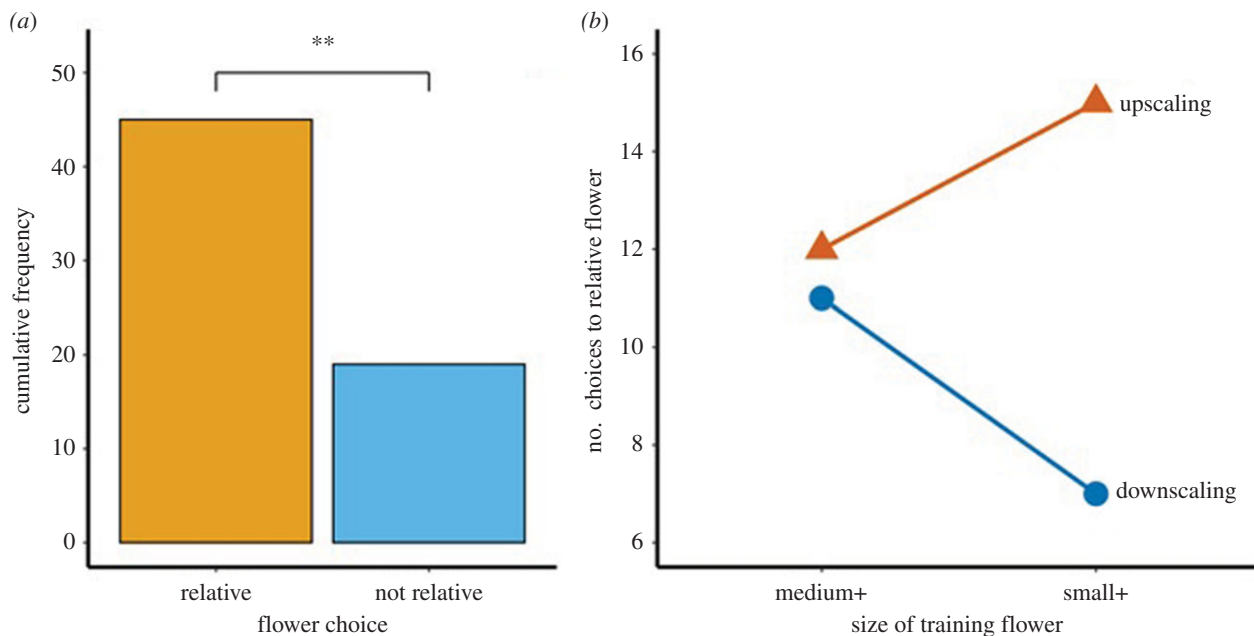 (a)
**
50
40
30
20
10
0
cumulative frequency
relative
not relative
flower choice
(b)
16
14
12
10
8
6
no. choices to relative flower
upscaling
downscaling
medium+
small+
size of training flower